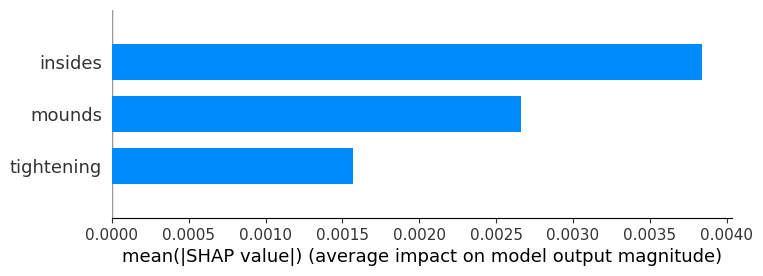 insides
mounds
tightening
0.0000 0.0005 0.0010 0.0015 0.0020 0.0025 0.0030 0.0035 0.0040
mean(|SHAP value|) (average impact on model output magnitude)